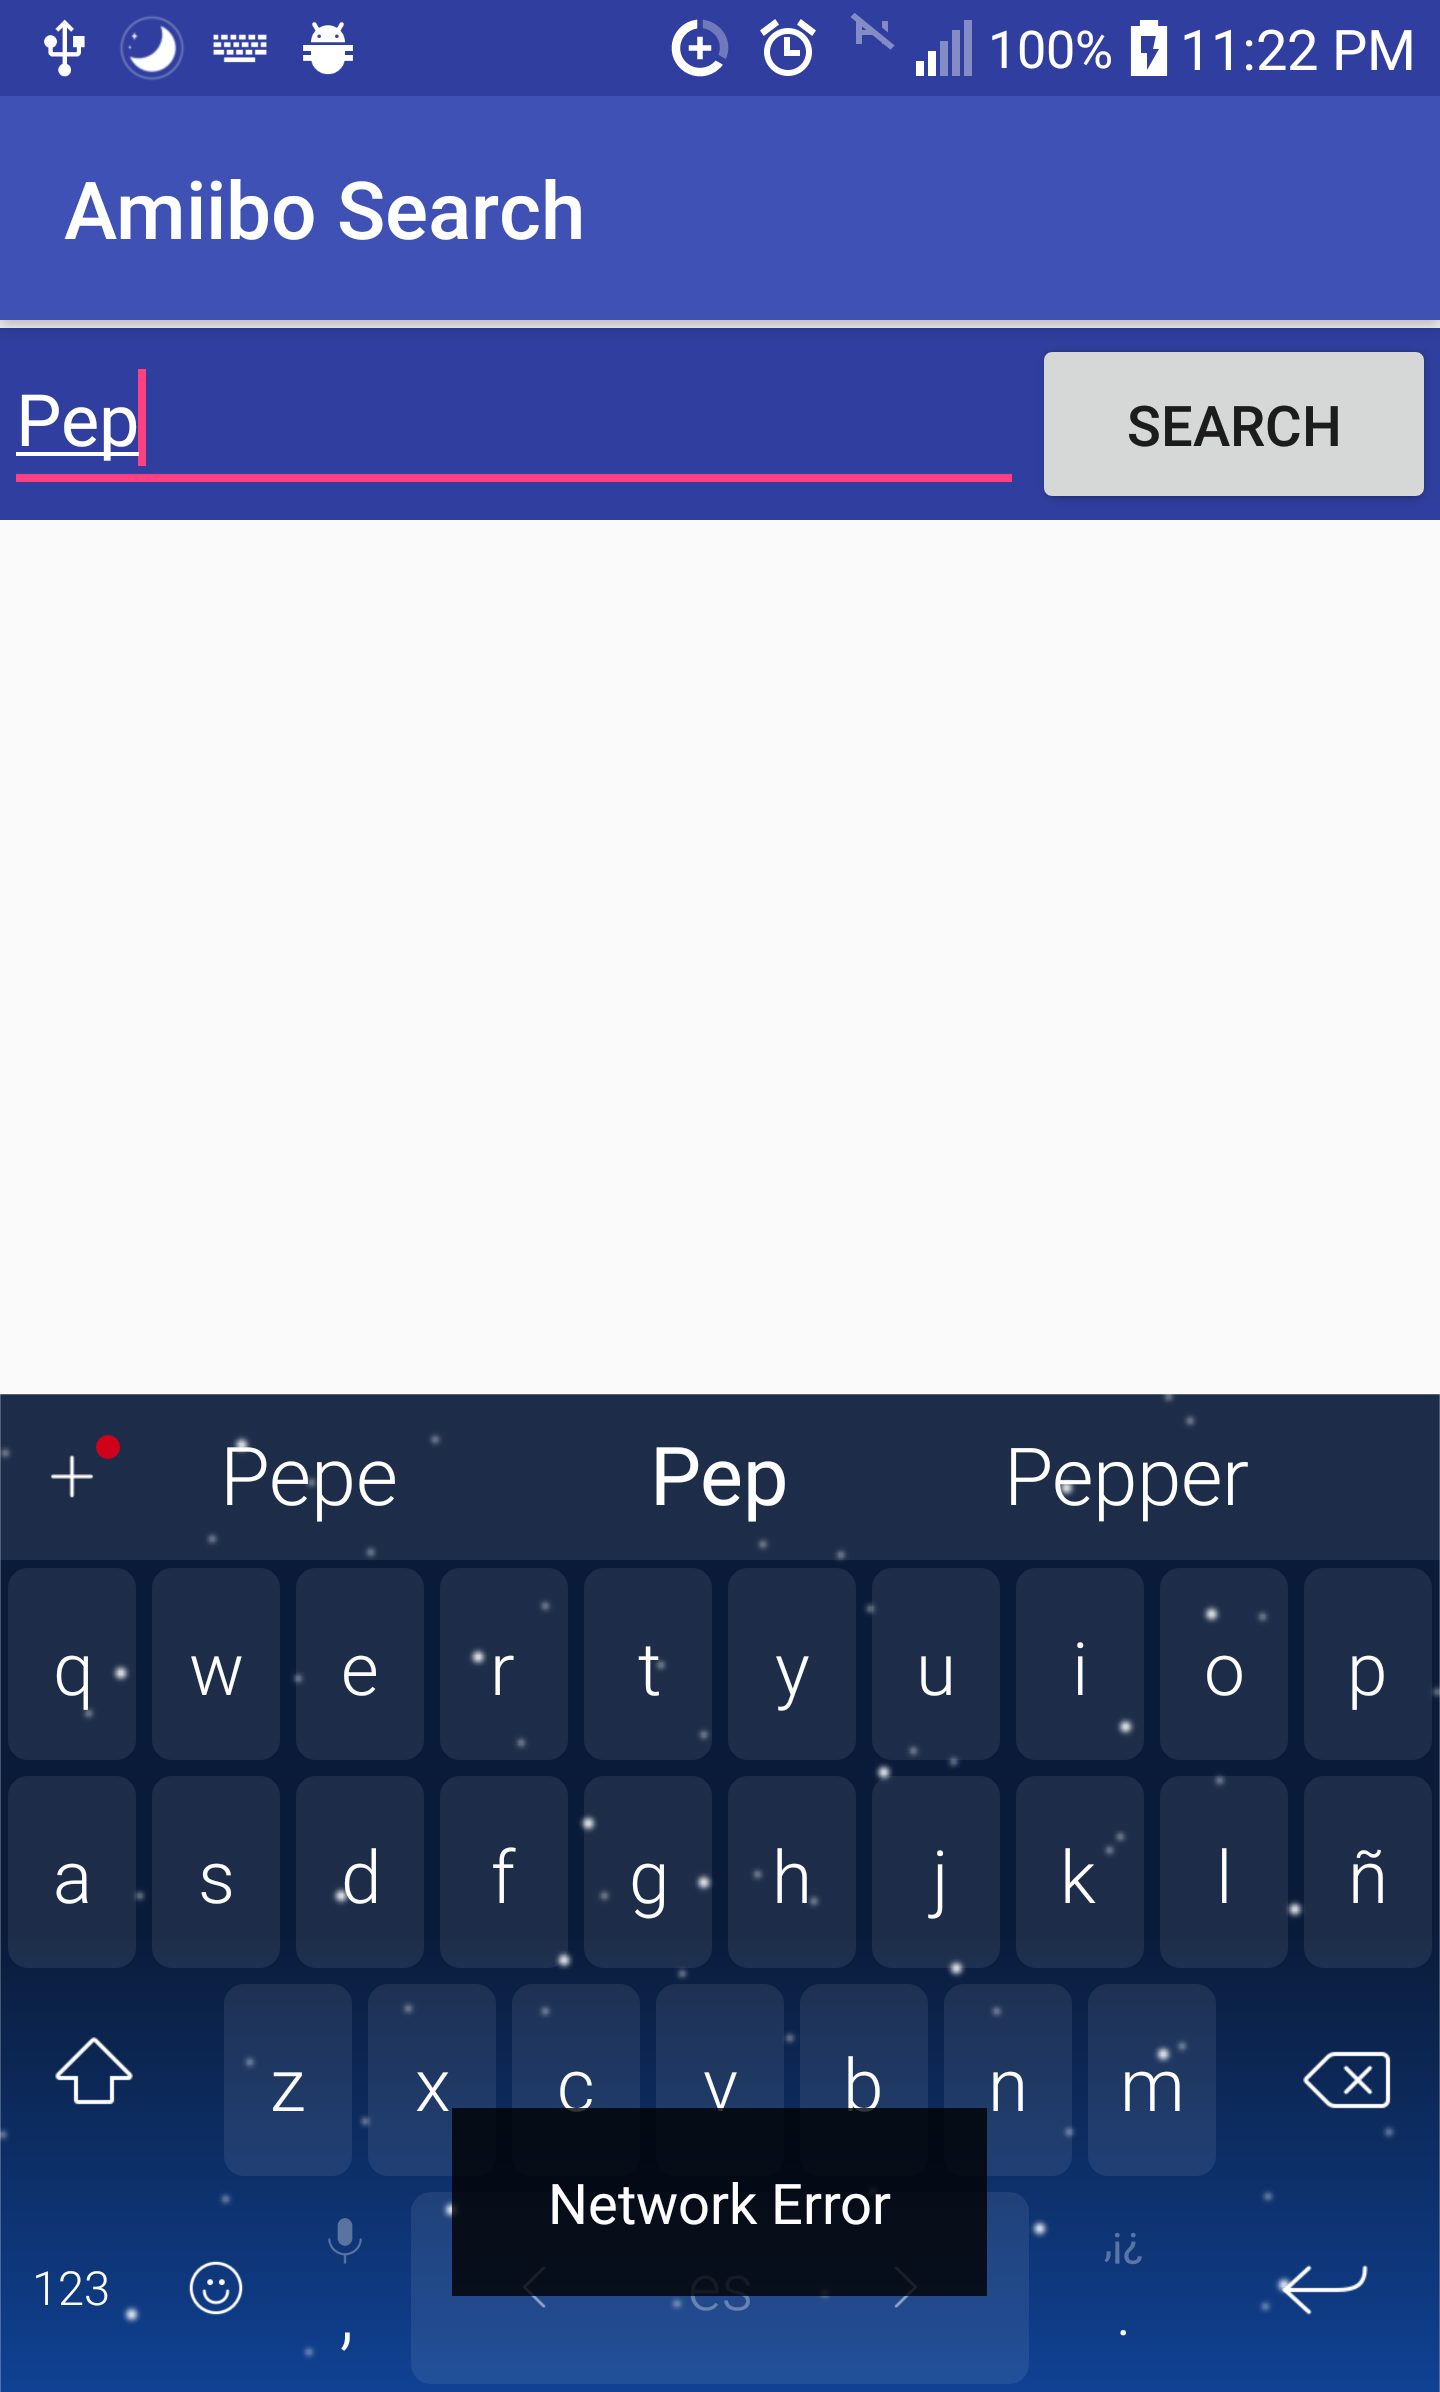 100% 11:22 PM
Amiibo Search
Pep
SEARCH
Pepe Pep Pepper
q w e r t y u i o p
a s d f g h j k l ñ
z x c v b n m
Network Error
123 , < es > .